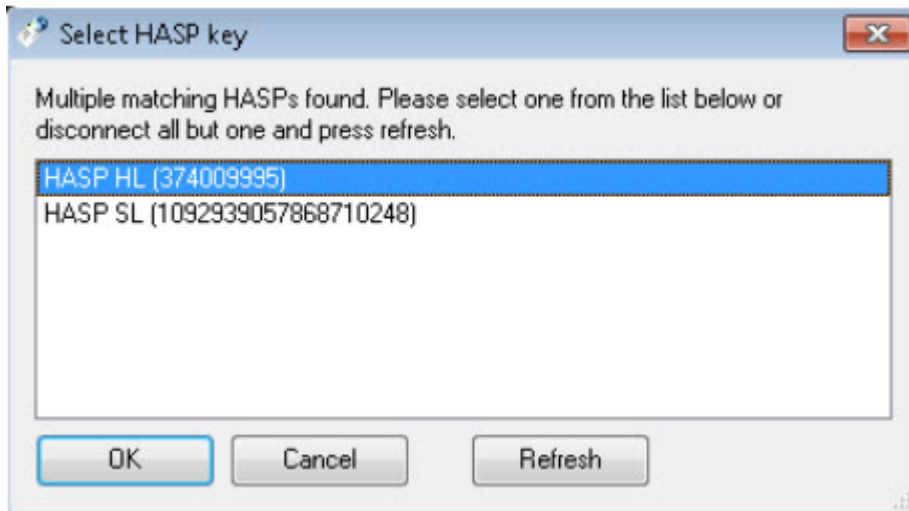 Select HASP key
Multiple matching HASPs found. Please select one from the list below or
disconnect all but one and press refresh.
HASP HL (374009995)
HASP SL (1092939057868710248)
OK Cancel Refresh